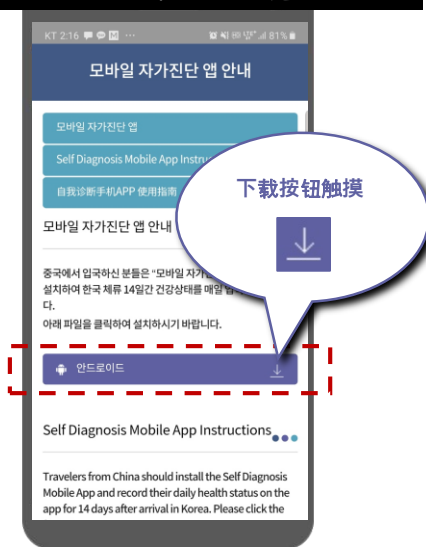 KT 2:16
81%
모바일 자가진단 앱 안내
모바일 자가진단 앱
Self Diagnosis Mobile App
自我诊断手机APP 使用指南
下载按钮触摸
모바일 자가진단 앱 안내
중국에서 입국하신 분들은 "모바일
설치하여 한국 체류 14일간 건강상태를 매일
다.
아래 파일을 클릭하여 설치하시기 바랍니다.
안드로이드
Self Diagnosis Mobile App Instructions
Travelers from China should install the Self Diagnosis
Mobile App and record their daily health status on the
app for 14 days after arrival in Korea. Please click the